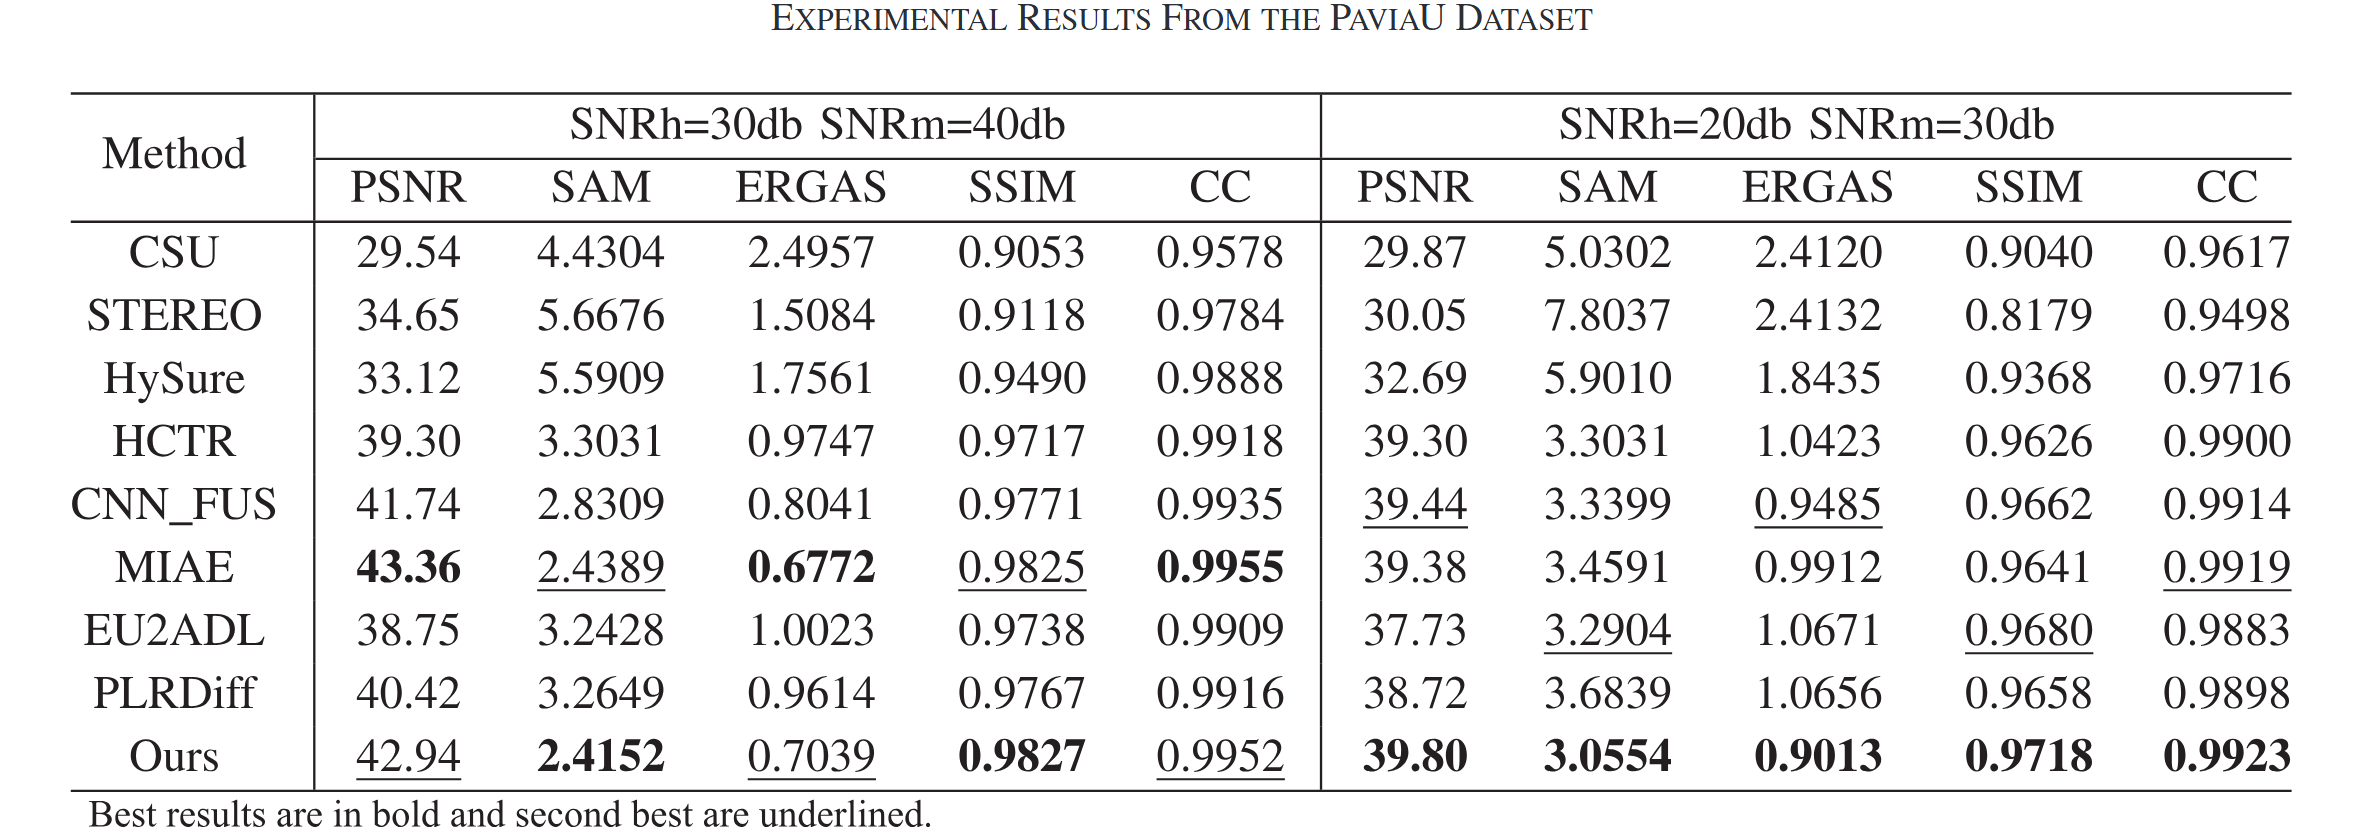 EXPERIMENTAL RESULTS FROM THE PAVIAU DATASET
Method SNRh=30db SNRm=40db SNRh=20db SNRm=30db
PSNR SAM ERGAS SSIM CC PSNR SAM ERGAS SSIM CC
CSU 29.54 4.4304 2.4957 0.9053 0.9578 29.87 5.0302 2.4120 0.9040 0.9617
STEREO 34.65 5.6676 1.5084 0.9118 0.9784 30.05 7.8037 2.4132 0.8179 0.9498
HySure 33.12 5.5909 1.7561 0.9490 0.9888 32.69 5.9010 1.8435 0.9368 0.9716
HCTR 39.30 3.3031 0.9747 0.9717 0.9918 39.30 3.3031 1.0423 0.9626 0.9900
CNN_FUS 41.74 2.8309 0.8041 0.9771 0.9935 39.44 3.3399 0.9485 0.9662 0.9914
MIAE 43.36 2.4389 0.6772 0.9825 0.9955 39.38 3.4591 0.9912 0.9641 0.9919
EU2ADL 38.75 3.2428 1.0023 0.9738 0.9909 37.73 3.2904 1.0671 0.9680 0.9883
PLRDiff 40.42 3.2649 0.9614 0.9767 0.9916 38.72 3.6839 1.0656 0.9658 0.9898
Ours 42.94 2.4152 0.7039 0.9827 0.9952 39.80 3.0554 0.9013 0.9718 0.9923
Best results are in bold and second best are underlined.